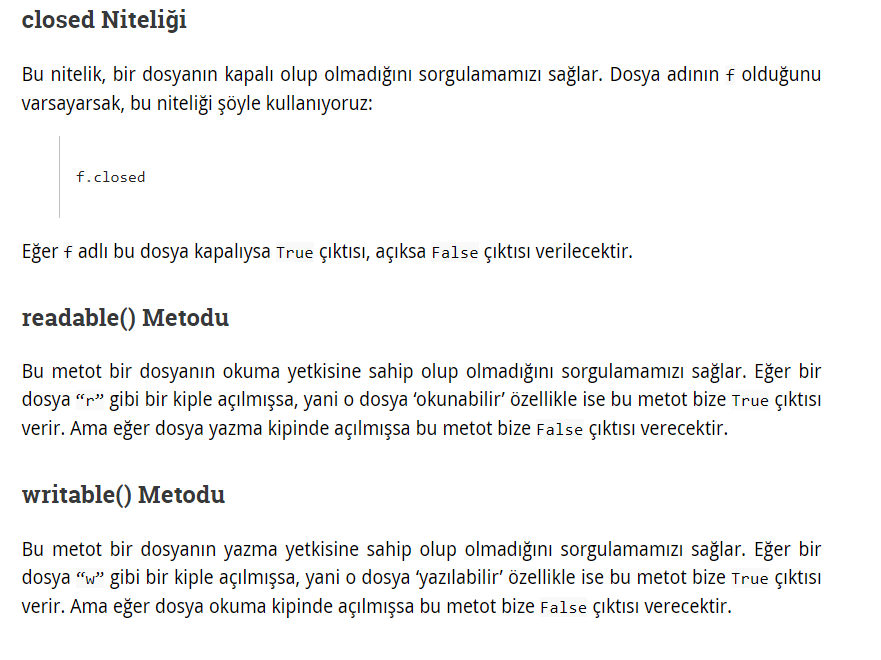 closed Niteliği
Bu nitelik, bir dosyanın kapalı olup olmadığını sorgulamamızı sağlar. Dosya adının f olduğunu
varsayarsak, bu niteliği şöyle kullanıyoruz:
f.closed
Eğer f adlı bu dosya kapalıysa True çıktısı, açıksa False çıktısı verilecektir.
readable() Metodu
Bu metot bir dosyanın okuma yetkisine sahip olup olmadığını sorgulamamızı sağlar. Eğer bir
dosya “r” gibi bir kiple açılmışsa, yani o dosya ‘okunabilir’ özellikle ise bu metot bize True çıktısı
verir. Ama eğer dosya yazma kipinde açılmışsa bu metot bize False çıktısı verecektir.
writable() Metodu
Bu metot bir dosyanın yazma yetkisine sahip olup olmadığını sorgulamamızı sağlar. Eğer bir
dosya “w” gibi bir kiple açılmışsa, yani o dosya ‘yazılabilir’ özellikle ise bu metot bize True çıktısı
verir. Ama eğer dosya okuma kipinde açılmışsa bu metot bize False çıktısı verecektir.